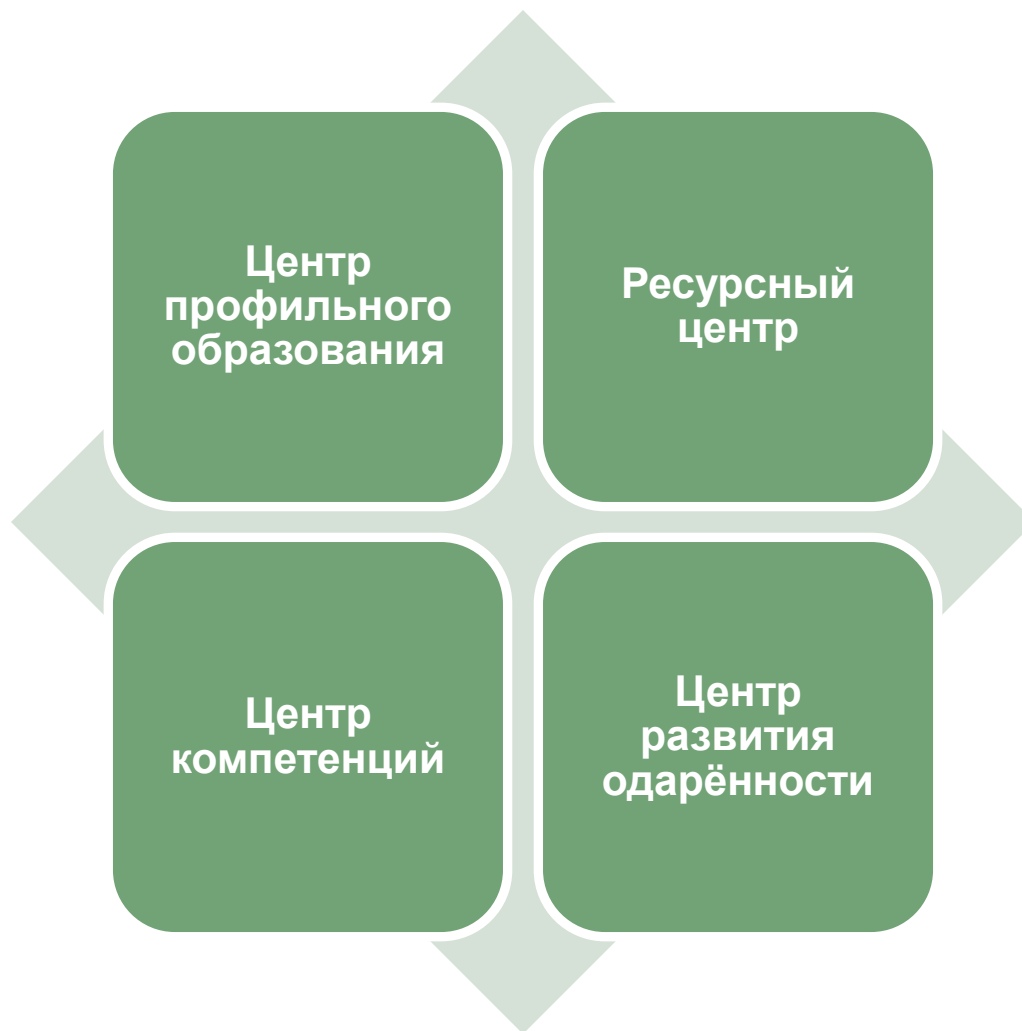 Центр
профильного
образования
Ресурсный
центр
Центр
компетенций
Центр
развития
одарённости